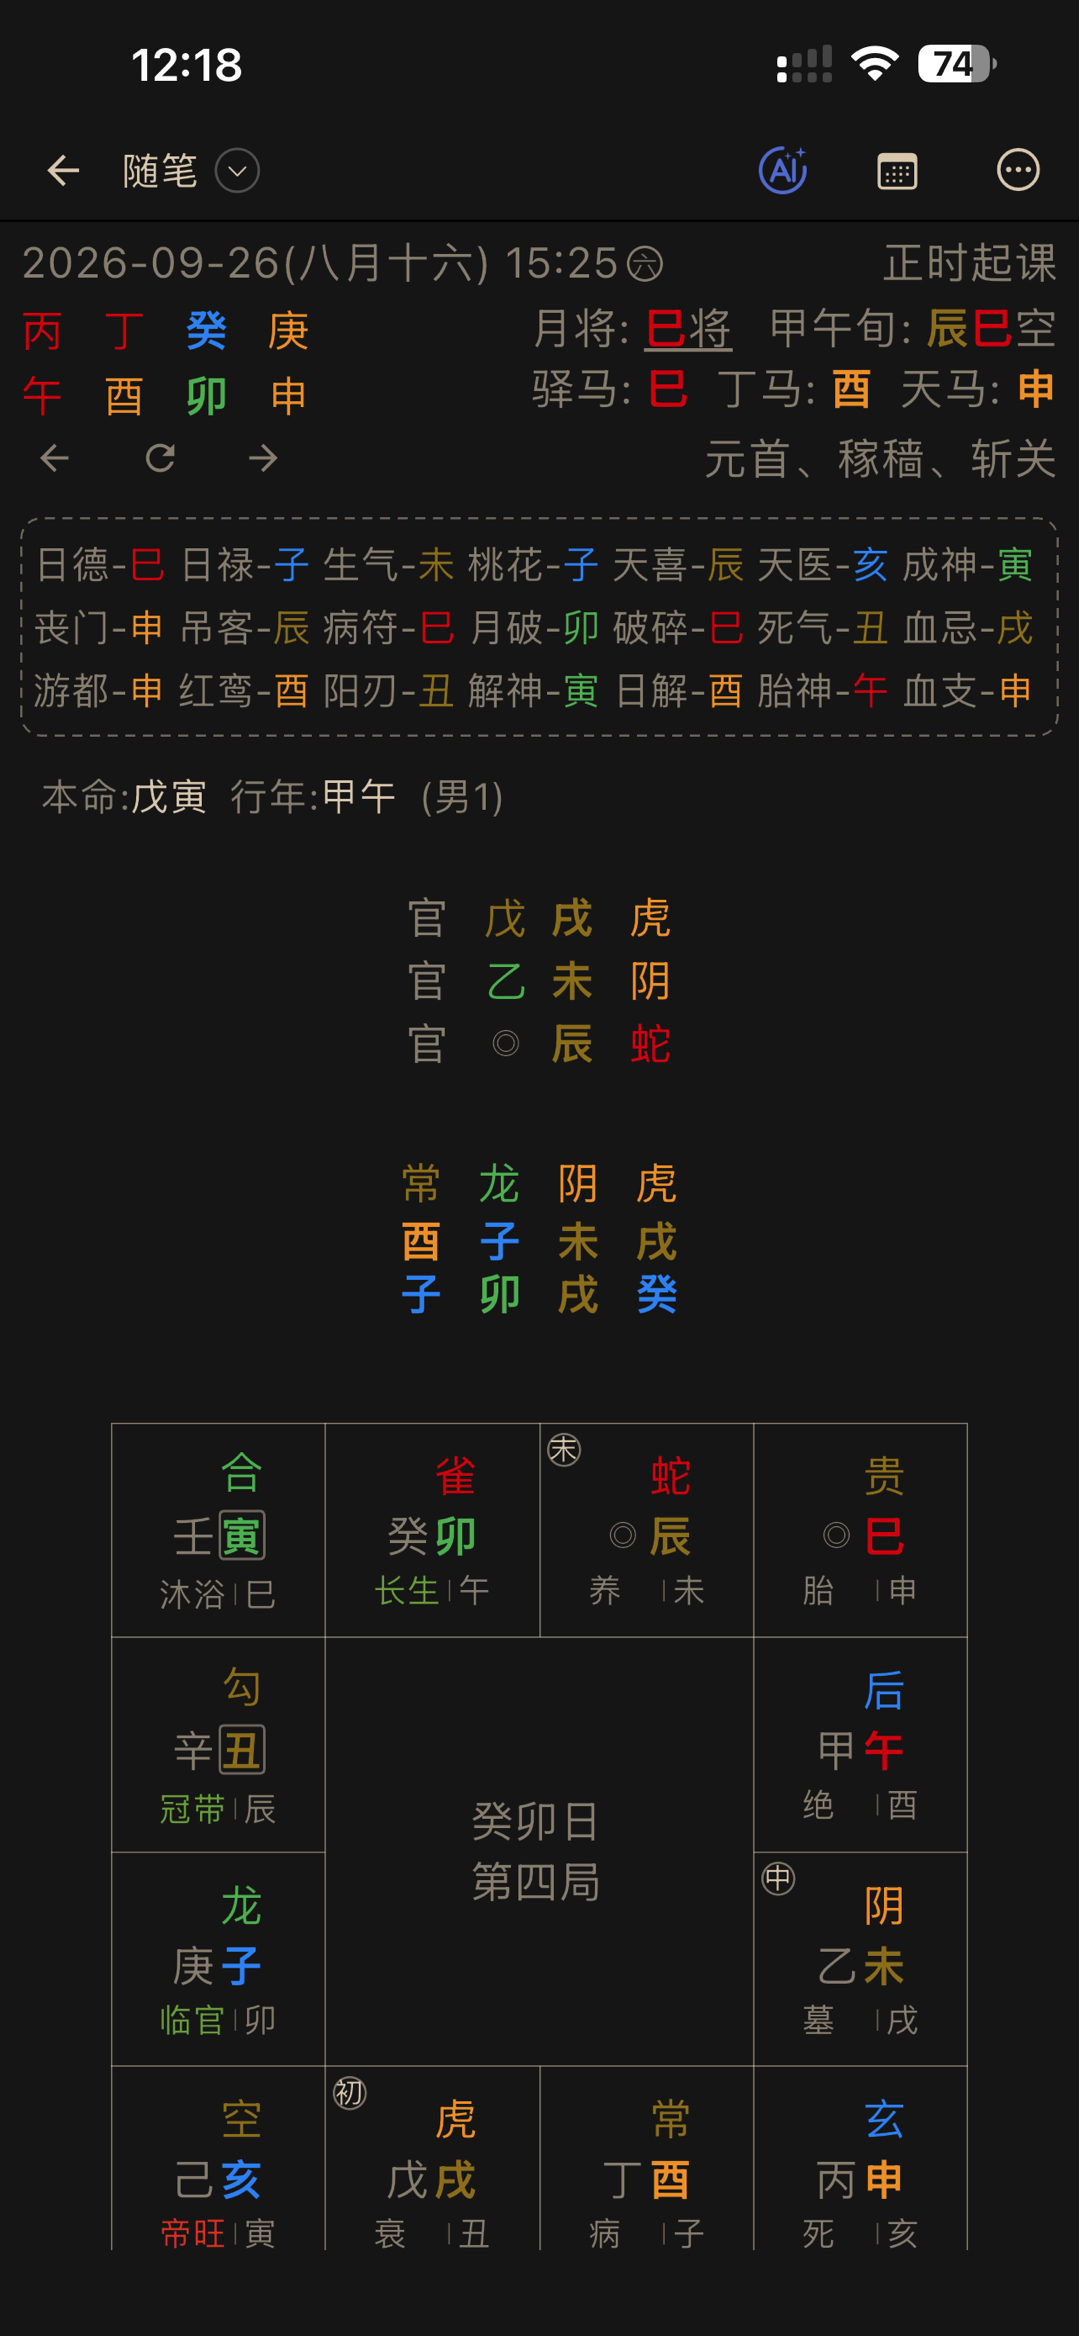 12:18 74
随笔 AI
2026-09-26(八月十六) 15:25㊅ 正时起课
丙 丁 癸 庚 月将: 巳将 甲午旬: 辰巳空
午 酉 卯 申 驿马: 巳 丁马: 酉 天马: 申
元首、稼穑、斩关
日德-巳 日禄-子 生气-未 桃花-子 天喜-辰 天医-亥 成神-寅
丧门-申 吊客-辰 病符-巳 月破-卯 破碎-巳 死气-丑 血忌-戌
游都-申 红鸾-酉 阳刃-丑 解神-寅 日解-酉 胎神-午 血支-申
本命:戊寅 行年:甲午 (男1)
官 戊 戌 虎
官 乙 未 阴
官 ◎ 辰 蛇
常 龙 阴 虎
酉 子 未 戌
子 卯 戌 癸
合 雀 末 蛇 贵
壬寅 癸卯 ◎辰 ◎巳
沐浴|巳 长生|午 养 |未 胎 |申
勾 后
辛丑 甲午
冠带|辰 绝 |酉
癸卯日
第四局
龙 中 阴
庚子 乙未
临官|卯 墓 |戌
空 初 虎 常 玄
己亥 戊戌 丁酉 丙申
帝旺|寅 衰 |丑 病 |子 死 |亥